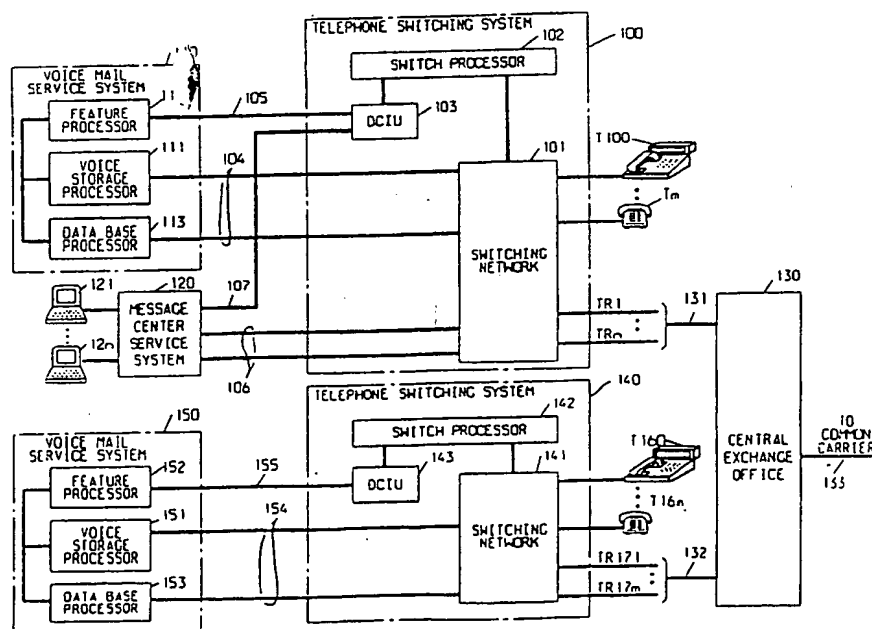 TELEPHONE SWITCHING SYSTEM
102
SWITCH PROCESSOR
100
VOICE MAIL
SERVICE SYSTEM
11
FEATURE
PROCESSOR
105
DCIU
103
111
VOICE
STORAGE
PROCESSOR
104
101
T100
Tm
113
DATA BASE
PROCESSOR
SWITCHING
NETWORK
121
120
107
MESSAGE
CENTER
SERVICE
SYSTEM
12n
106
TR1
TRn
131
130
TELEPHONE SWITCHING SYSTEM
140
142
SWITCH PROCESSOR
150
VOICE MAIL
SERVICE SYSTEM
152
FEATURE
PROCESSOR
155
143
DCIU
141
T160
T16n
CENTRAL
EXCHANGE
OFFICE
TO
COMMON
CARRIER
133
151
VOICE
STORAGE
PROCESSOR
154
SWITCHING
NETWORK
153
DATA BASE
PROCESSOR
TR171
TR17m
132